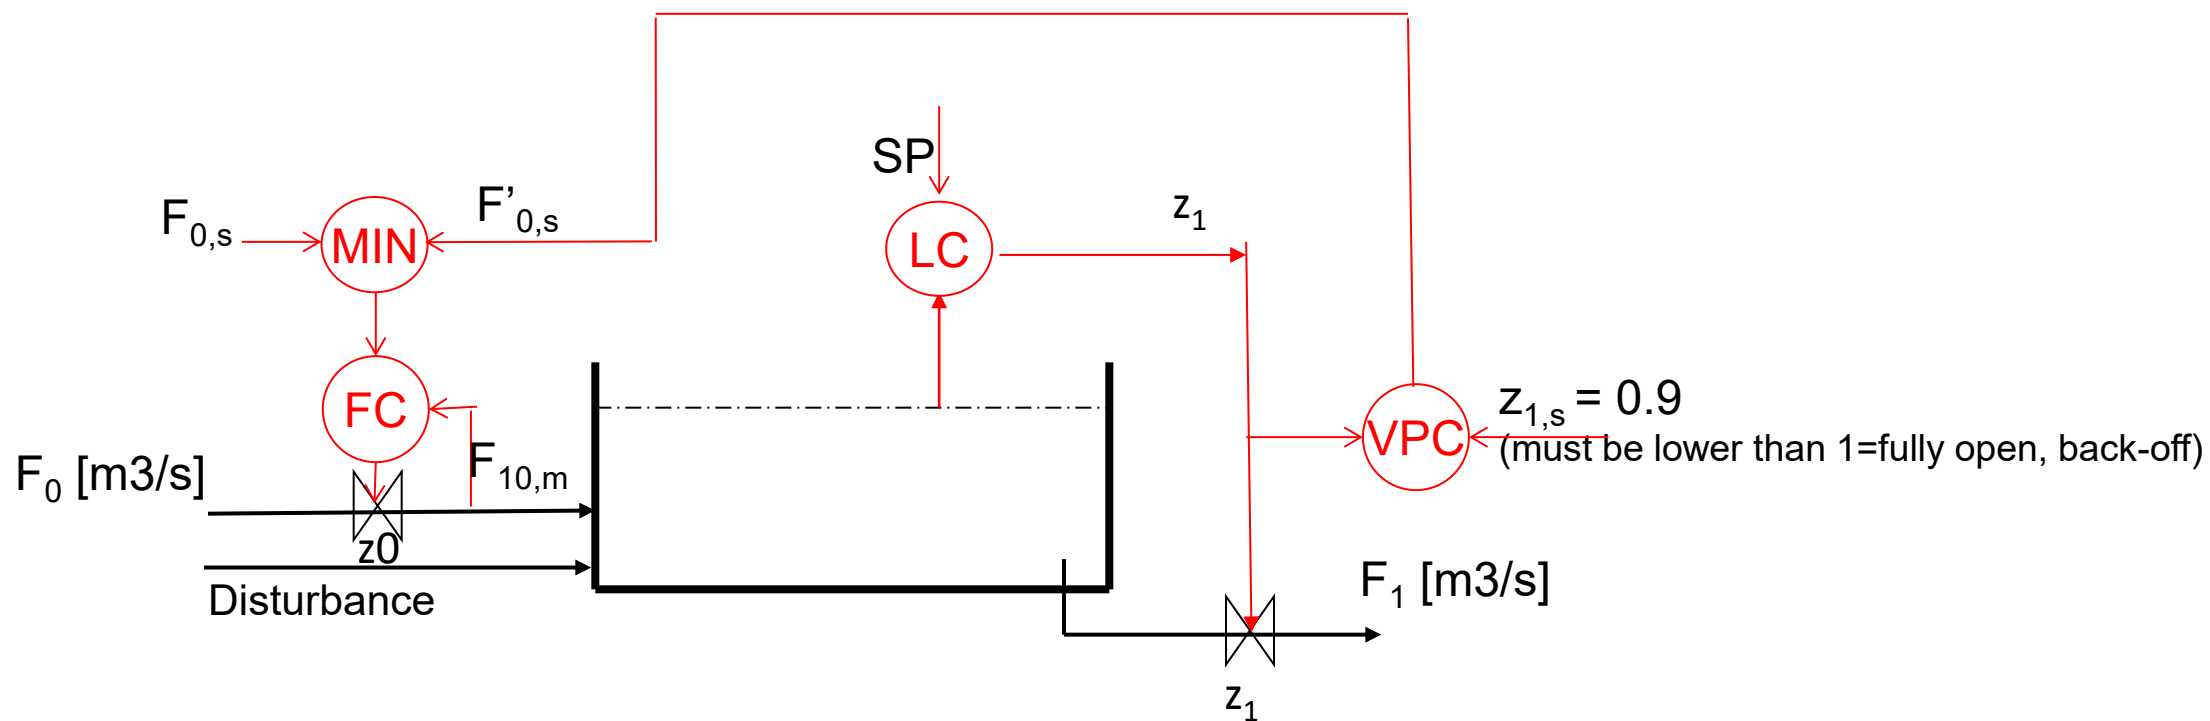 SP
F'0,s
z1
F0,s
MIN
LC
FC
z1,s = 0.9
VPC
(must be lower than 1=fully open, back-off)
F0 [m3/s]
F10,m
z0
Disturbance
F1 [m3/s]
z1